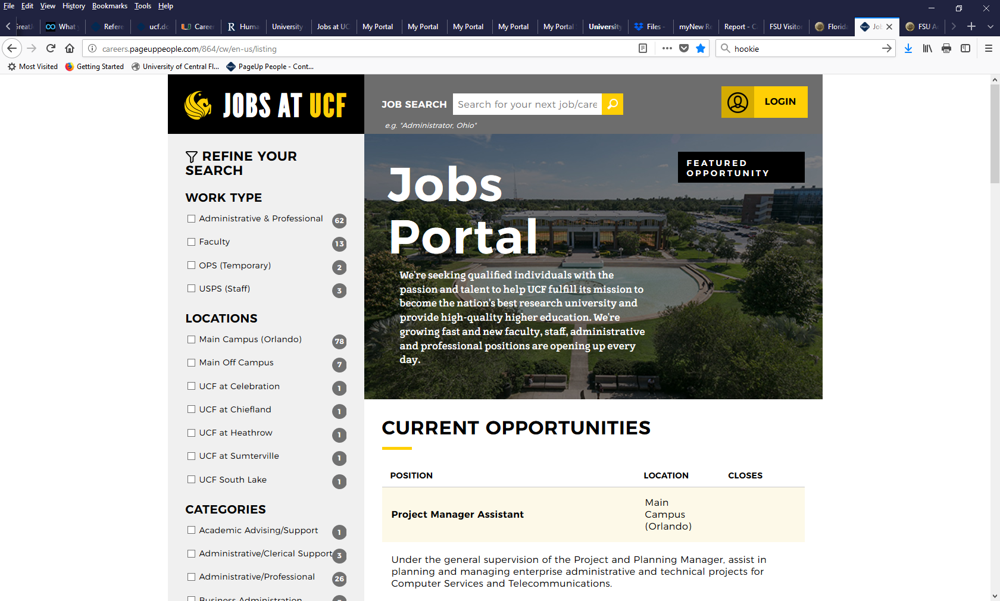 File Edit View History Bookmarks Tools Help
What
Refere
ucf.do
Career
Huma
University
Jobs at UC
My Portal
My Portal
My Portal
My Portal
My Portal
University
Files -
myNew Re
Report - C
FSU Visitor
Florida
Jo
FSU A
careers.pageuppeople.com/864/cw/en-us/listing
hookie
Most Visited
Getting Started
University of Central Fl...
PageUp People - Cont...
JOBS AT UCF
JOB SEARCH
Search for your next job/care
e.g. "Administrator, Ohio"
LOGIN
REFINE YOUR
SEARCH
WORK TYPE
Administrative & Professional 62
Faculty 13
OPS (Temporary) 2
USPS (Staff) 3
LOCATIONS
Main Campus (Orlando) 78
Main Off Campus 7
UCF at Celebration 1
UCF at Chiefland 1
UCF at Heathrow 1
UCF at Sumterville 1
UCF South Lake 1
CATEGORIES
Academic Advising/Support 1
Administrative/Clerical Support 3
Administrative/Professional 26
Business Administration
FEATURED
OPPORTUNITY
Jobs
Portal
We're seeking qualified individuals with the
passion and talent to help UCF fulfill its mission to
become the nation's best research university and
provide high-quality higher education. We're
growing fast and new faculty, staff, administrative
and professional positions are opening up every
day.
CURRENT OPPORTUNITIES
POSITION LOCATION CLOSES
Project Manager Assistant
Main
Campus
(Orlando)
Under the general supervision of the Project and Planning Manager, assist in
planning and managing enterprise administrative and technical projects for
Computer Services and Telecommunications.